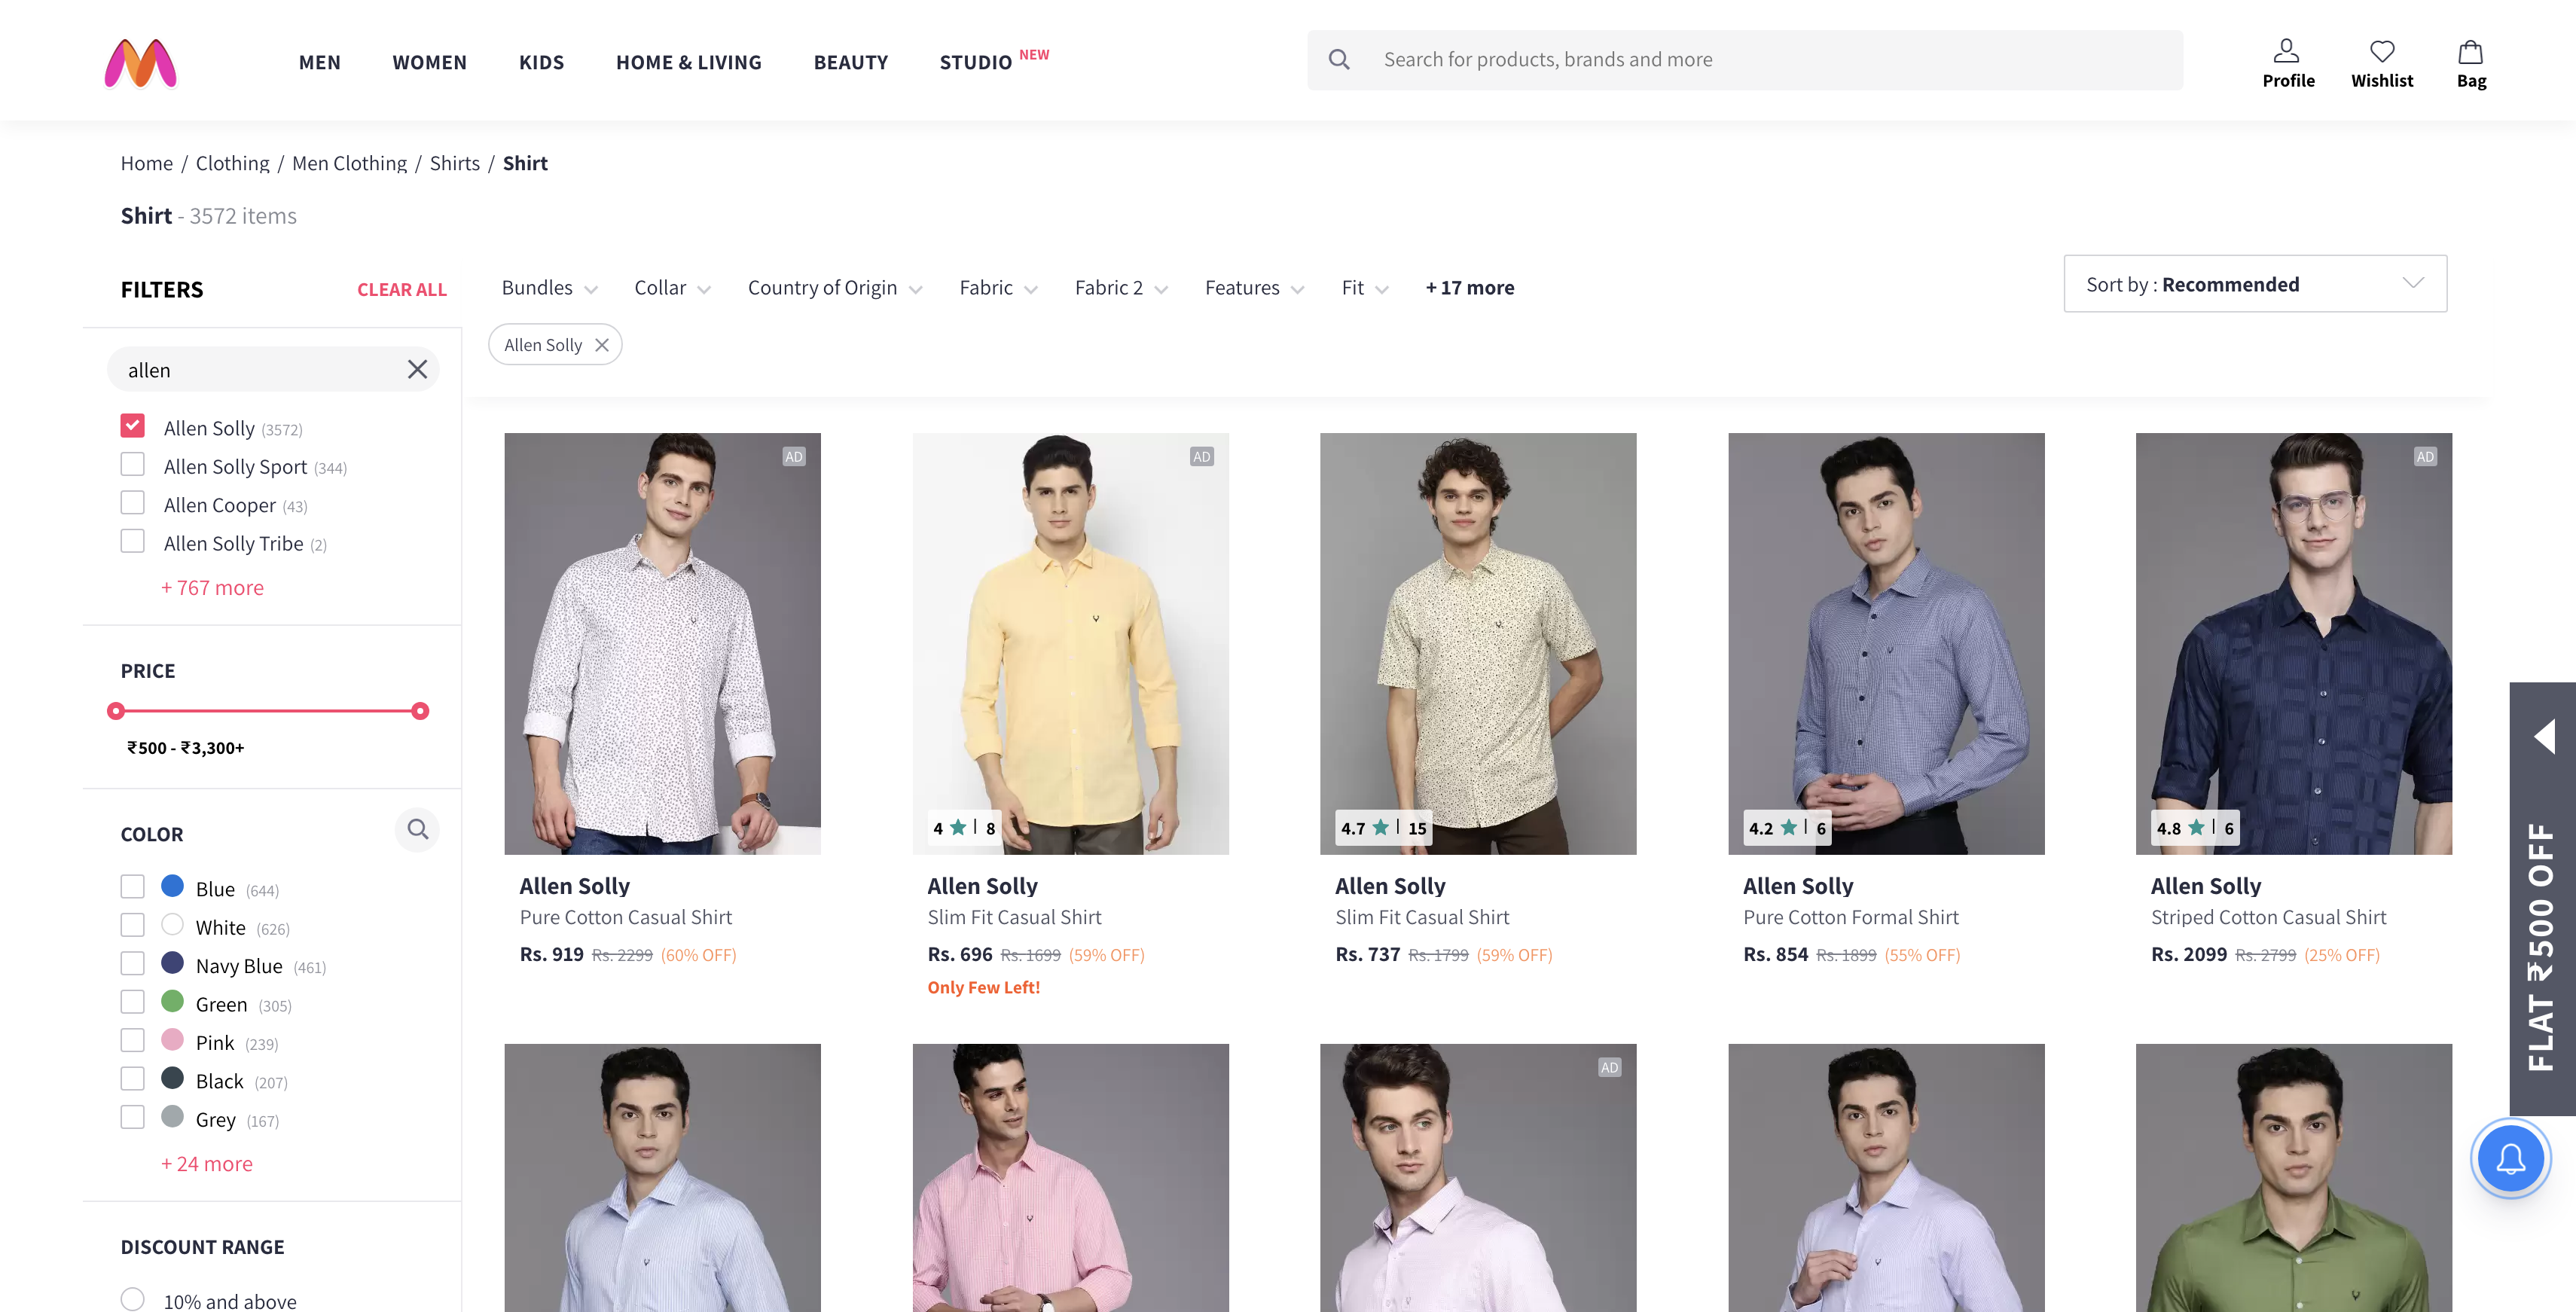 MEN WOMEN KIDS HOME & LIVING BEAUTY STUDIO NEW
Search for products, brands and more
Profile Wishlist Bag
Home / Clothing / Men Clothing / Shirts / Shirt
Shirt - 3572 items
FILTERS CLEAR ALL
Bundles Collar Country of Origin Fabric Fabric 2 Features Fit + 17 more
Sort by : Recommended
Allen Solly
allen
Allen Solly (3572)
Allen Solly Sport (344)
Allen Cooper (43)
Allen Solly Tribe (2)
+ 767 more
PRICE
₹500 - ₹3,300+
COLOR
Blue (644)
White (626)
Navy Blue (461)
Green (305)
Pink (239)
Black (207)
Grey (167)
+ 24 more
DISCOUNT RANGE
10% and above
AD
Allen Solly
Pure Cotton Casual Shirt
Rs. 919 Rs. 2299 (60% OFF)
AD
4 | 8
Allen Solly
Slim Fit Casual Shirt
Rs. 696 Rs. 1699 (59% OFF)
Only Few Left!
4.7 | 15
Allen Solly
Slim Fit Casual Shirt
Rs. 737 Rs. 1799 (59% OFF)
4.2 | 6
Allen Solly
Pure Cotton Formal Shirt
Rs. 854 Rs. 1899 (55% OFF)
AD
4.8 | 6
Allen Solly
Striped Cotton Casual Shirt
Rs. 2099 Rs. 2799 (25% OFF)
AD
FLAT ₹500 OFF